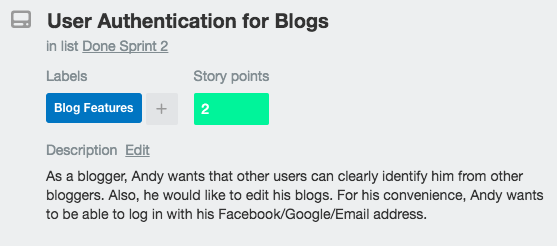 User Authentication for Blogs
in list Done Sprint 2
Labels Story points
Blog Features + 2
Description Edit
As a blogger, Andy wants that other users can clearly identify him from other
bloggers. Also, he would like to edit his blogs. For his convenience, Andy wants
to be able to log in with his Facebook/Google/Email address.